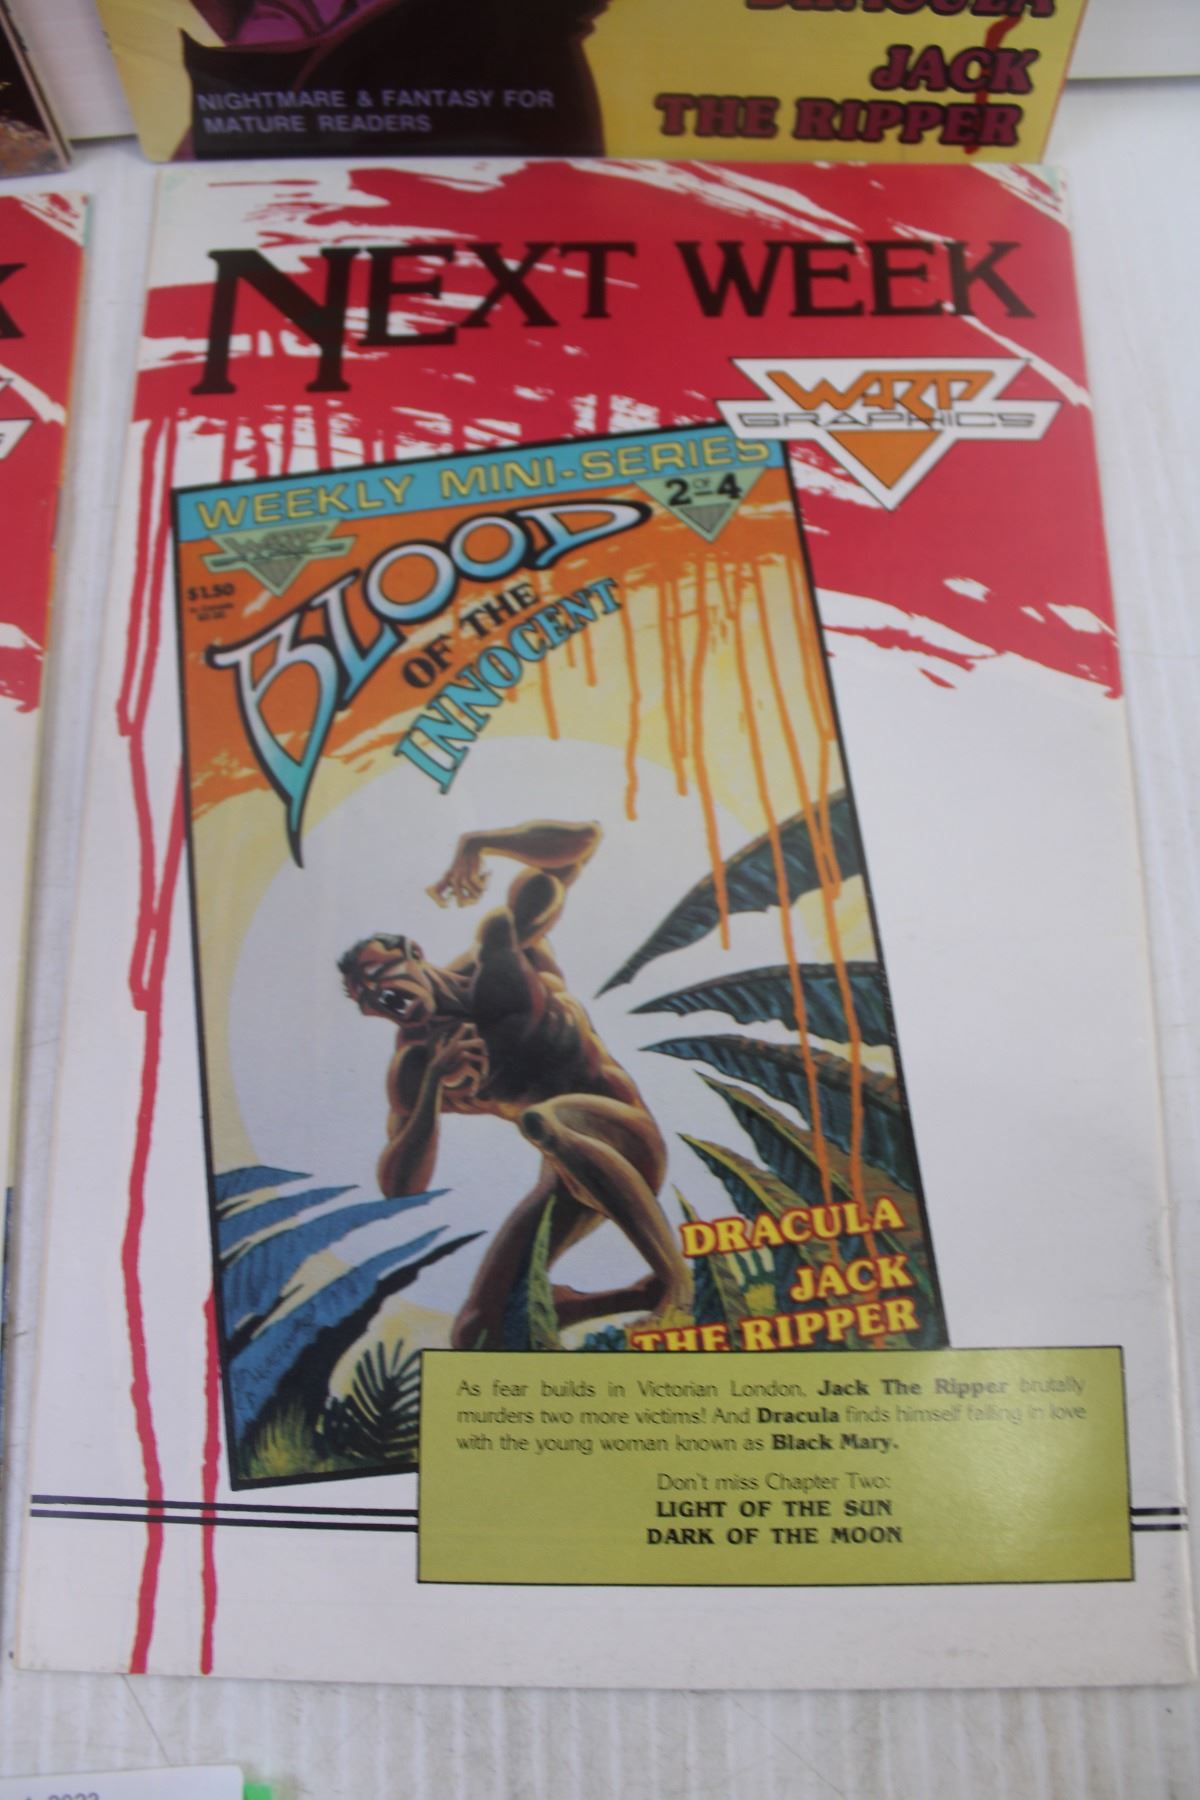 DRACULA
JACK
THE RIPPER
NIGHTMARE & FANTASY FOR
MATURE READERS
NEXT WEEK
WARP
GRAPHICS
WEEKLY MINI-SERIES
2 OF 4
WARP
$1.50
BLOOD
OF THE
INNOCENT
DRACULA
JACK
THE RIPPER
As fear builds in Victorian London, Jack The Ripper brutally
murders two more victims! And Dracula finds himself falling in love
with the young woman known as Black Mary.
Don't miss Chapter Two:
LIGHT OF THE SUN
DARK OF THE MOON